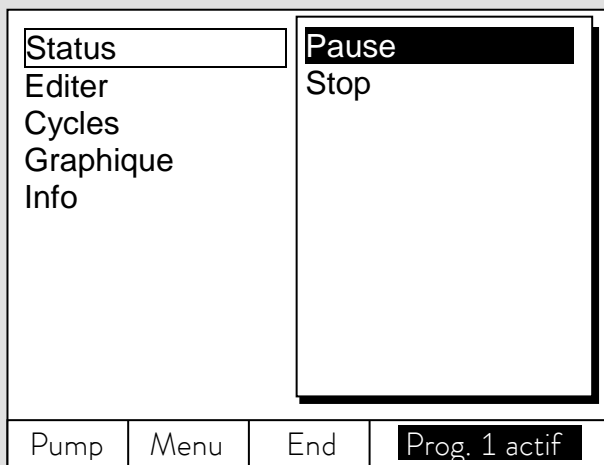 Status
Editer
Cycles
Graphique
Info
Pause
Stop
Pump Menu End Prog. 1 actif